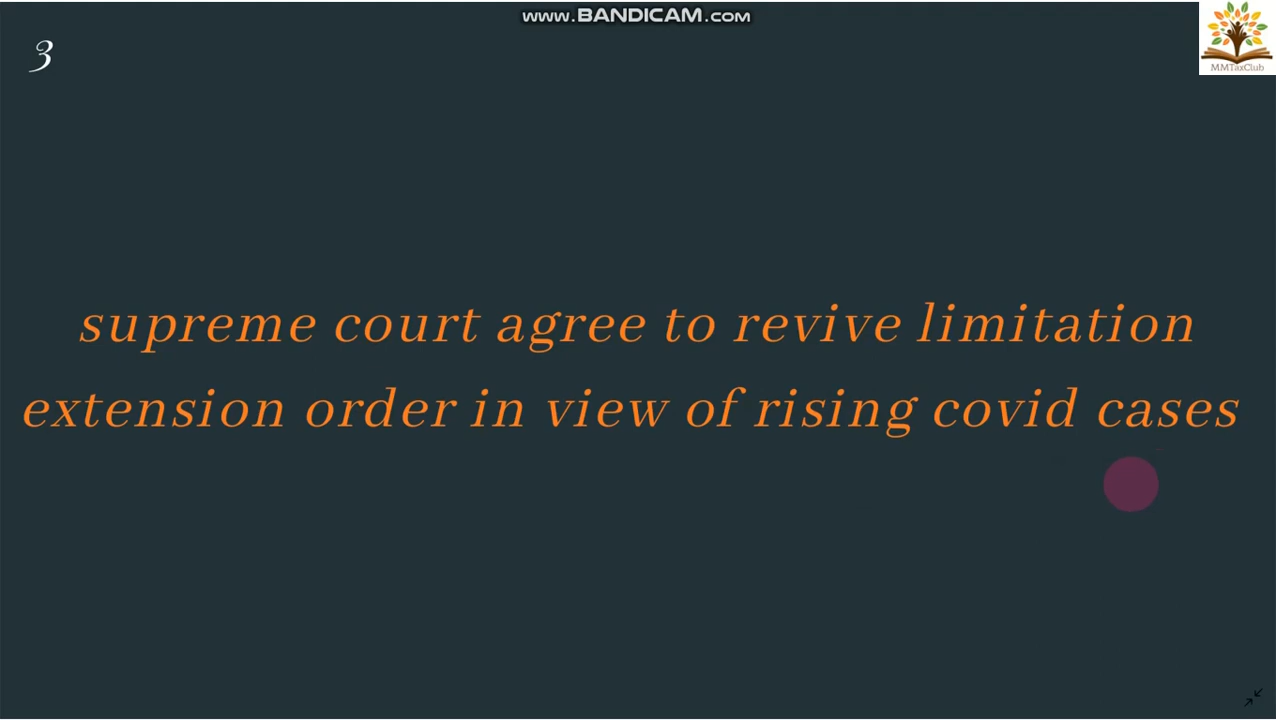 www.BANDICAM.com
3
MMTaxClub
supreme court agree to revive limitation
extension order in view of rising covid cases